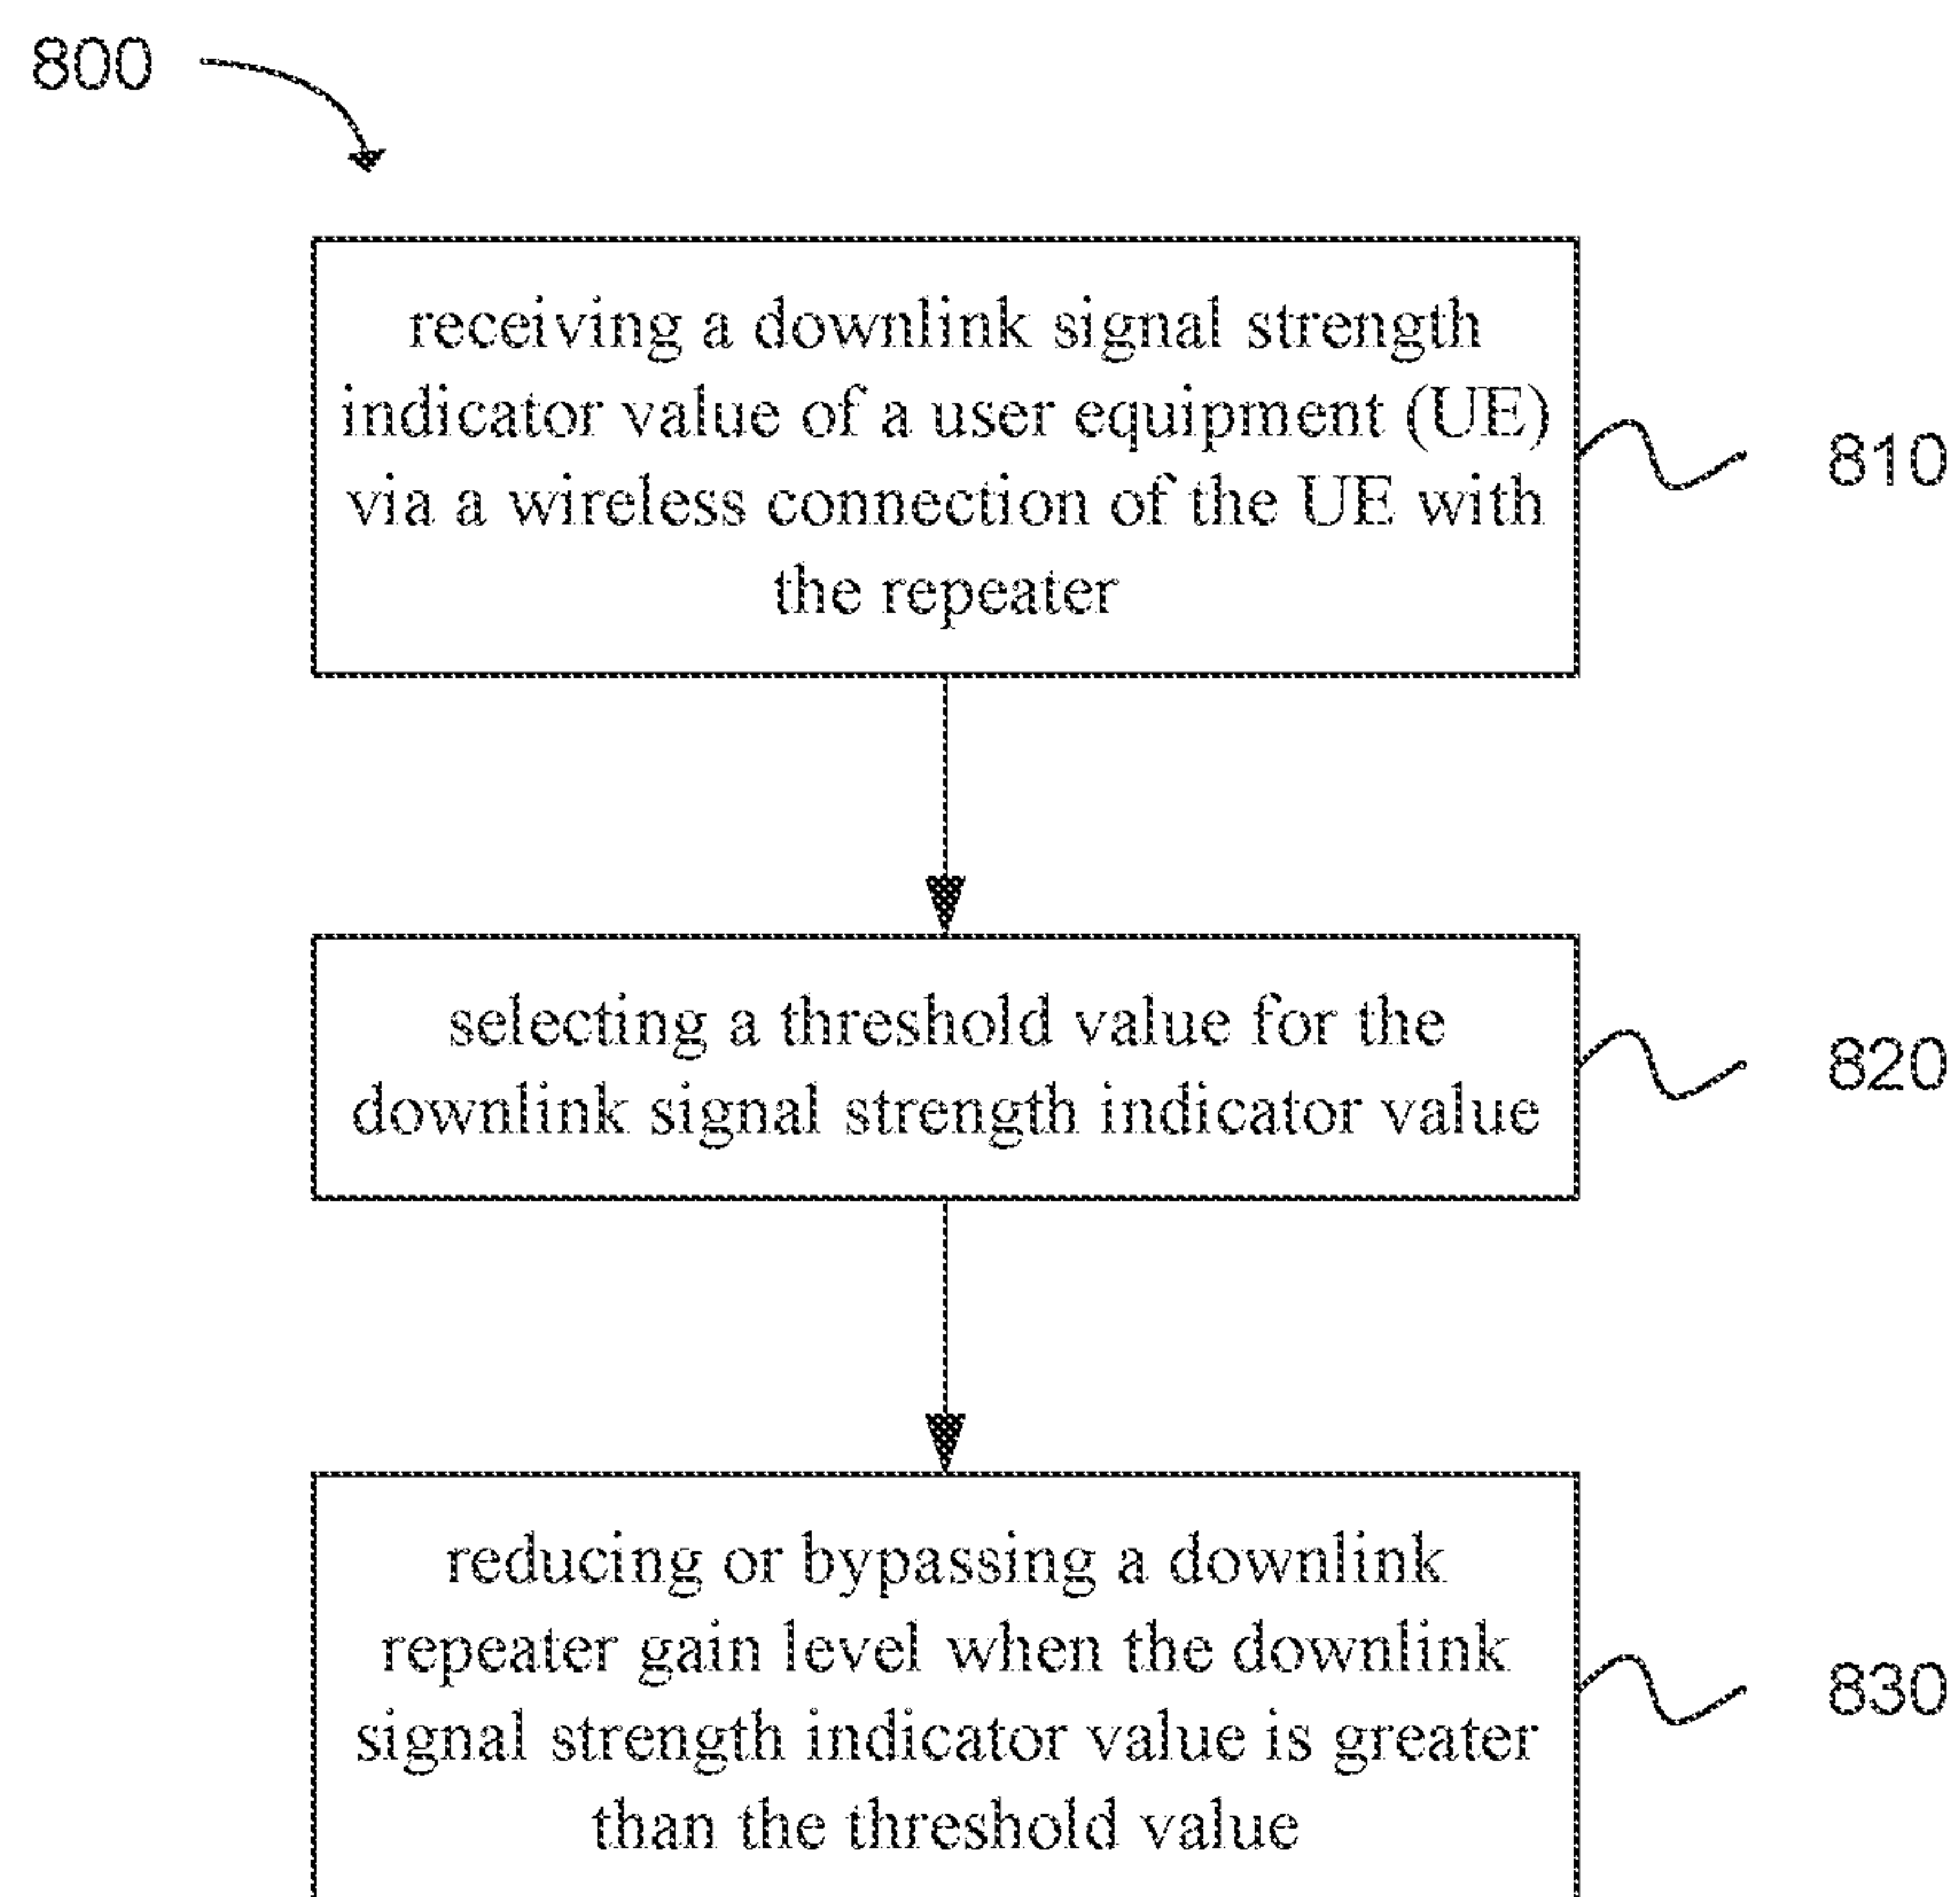 800
receiving a downlink signal strength
indicator value of a user equipment (UE)
via a wireless connection of the UE with
the repeater
810
selecting a threshold value for the
downlink signal strength indicator value
820
reducing or bypassing a downlink
repeater gain level when the downlink
signal strength indicator value is greater
than the threshold value
830